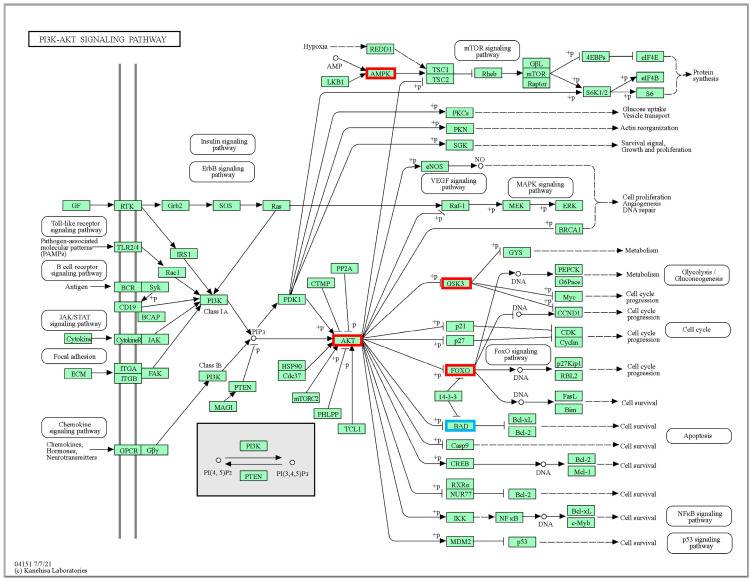 PI3K-AKT SIGNALING PATHWAY
Hypoxia
REDD1
AMP
LKB1
AMPK
+p
TSC1
TSC2
Rheb
mTOR signaling
pathway
GβL
mTOR
Raptor
+p
+p
4EBPs
eIF4E
+p
eIF4B
S6K1/2
+p
S6
Protein
synthesis
+p
+p
PKCs
Glucose uptake
Vesicle transport
+p
PKN
Actin reorganization
+p
SGK
Survival signal,
Growth and proliferation
Insulin signaling
pathway
ErbB signaling
pathway
+p
eNOS
NO
VEGF signaling
pathway
MAPK signaling
pathway
GF
RTK
Grb2
SOS
Ras
Raf-1
+p
MEK
+p
ERK
+p
BRCA1
Cell proliferation
Angiogenesis
DNA repair
Toll-like receptor
signaling pathway
Pathogen-associated
molecular patterns
(PAMPs)
TLR2/4
IRS1
Rac1
B cell receptor
signaling pathway
Antigen
BCR
Syk
+p
CD19
BCAP
PI3K
Class IA
PIP3
PDK1
CTMP
PP2A
+p
AKT
GYS
Metabolism
+p
GSK3
DNA
PEPCK
G6Pase
Metabolism
Glycolysis /
Gluconeogenesis
Myc
Cell cycle
progression
DNA
CCND1
Cell cycle
progression
+p
p21
+p
p27
CDK
Cyclin
Cell cycle
progression
Cell cycle
JAK/STAT
signaling pathway
Cytokine
CytokineR
JAK
Focal adhesion
ECM
ITGA
ITGB
FAK
Class IB
PI3K
PTEN
MAGI
HSP90
Cdc37
mTORC2
PHLPP
TCL1
FoxO signaling
pathway
+p
FOXO
DNA
p27Kip1
RBL2
Cell cycle
progression
14-3-3
DNA
FasL
Bim
Cell survival
+p
BAD
Bcl-xL
Bcl-2
Apoptosis
+p
Casp9
Cell survival
+p
CREB
DNA
Bcl-2
Mcl-1
Cell survival
RXRα
NUR77
+p
Bcl-2
Cell survival
+p
IKK
NFκB
DNA
Bcl-xL
c-Myb
Cell survival
NFκB signaling
pathway
+p
MDM2
p53
Cell survival
p53 signaling
pathway
Chemokine
signaling pathway
Chemokines,
Hormones,
Neurotransmitters
GPCR
Gβγ
PI3K
PI(4, 5)P2
PI(3,4,5)P3
PTEN
04151 7/7/21
(c) Kanehisa Laboratories